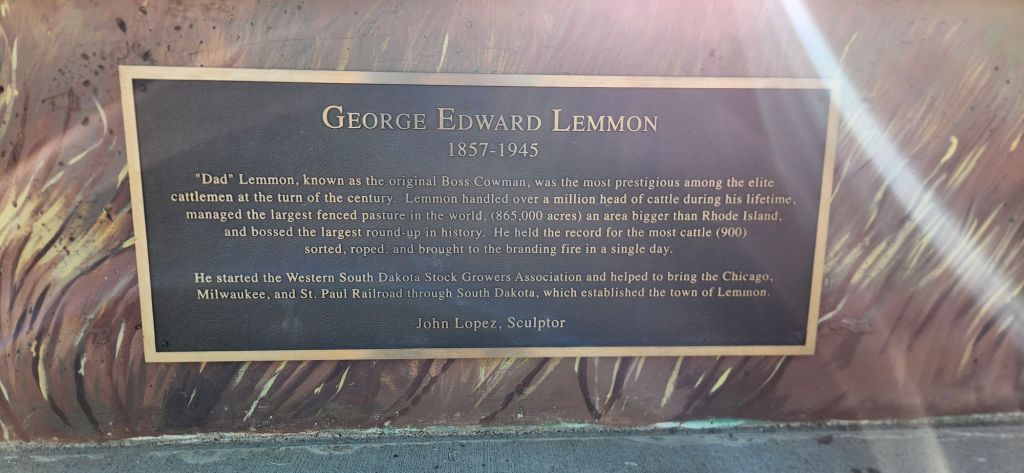 GEORGE EDWARD LEMMON
1857-1945
"Dad" Lemmon, known as the original Boss Cowman, was the most prestigious among the elite
cattlemen at the turn of the century. Lemmon handled over a million head of cattle during his lifetime,
managed the largest fenced pasture in the world, (865,000 acres) an area bigger than Rhode Island,
and bossed the largest round-up in history. He held the record for the most cattle (900)
sorted, roped, and brought to the branding fire in a single day.
He started the Western South Dakota Stock Growers Association and helped to bring the Chicago,
Milwaukee, and St. Paul Railroad through South Dakota, which established the town of Lemmon.
John Lopez, Sculptor